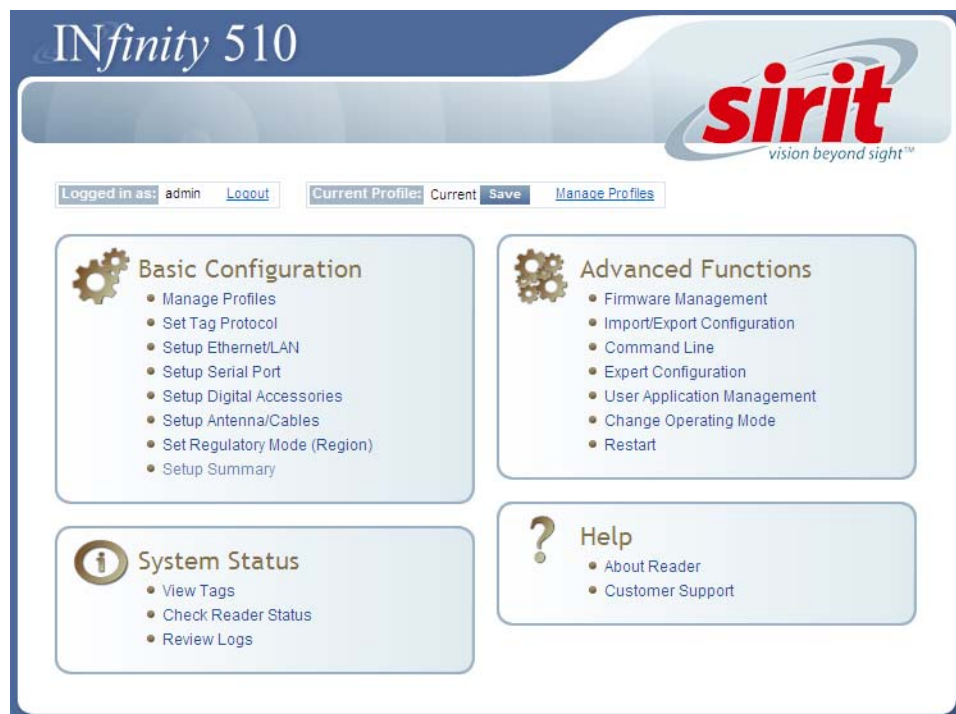 INfinity 510
sirit
vision beyond sight™
Logged in as: admin Logout Current Profile: Current Save Manage Profiles
Basic Configuration
Manage Profiles
Set Tag Protocol
Setup Ethernet/LAN
Setup Serial Port
Setup Digital Accessories
Setup Antenna/Cables
Set Regulatory Mode (Region)
Setup Summary
Advanced Functions
Firmware Management
Import/Export Configuration
Command Line
Expert Configuration
User Application Management
Change Operating Mode
Restart
System Status
View Tags
Check Reader Status
Review Logs
Help
About Reader
Customer Support